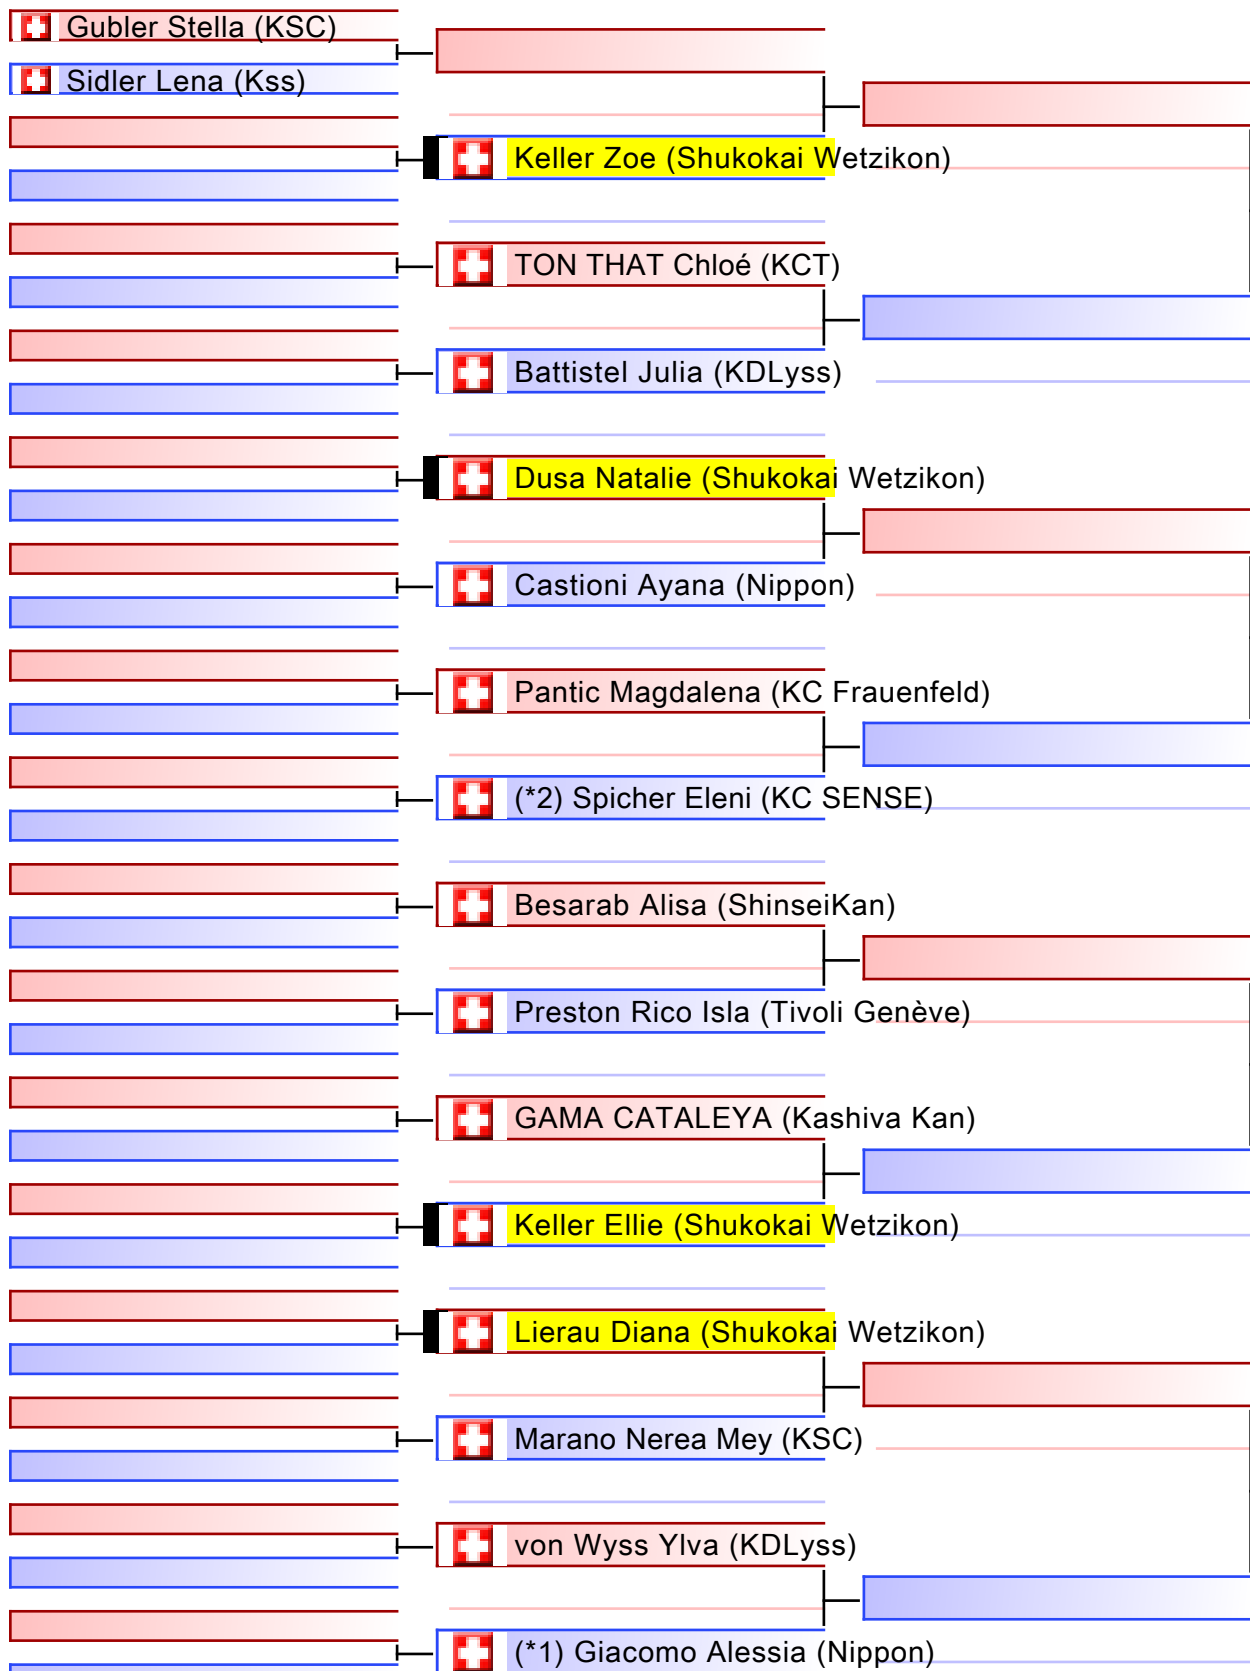 Gubler Stella (KSC)
Sidler Lena (Kss)
Keller Zoe (Shukokai Wetzikon)
TON THAT Chloé (KCT)
Battistel Julia (KDLyss)
Dusa Natalie (Shukokai Wetzikon)
Castioni Ayana (Nippon)
Pantic Magdalena (KC Frauenfeld)
(*2) Spicher Eleni (KC SENSE)
Besarab Alisa (ShinseiKan)
Preston Rico Isla (Tivoli Genève)
GAMA CATALEYA (Kashiva Kan)
Keller Ellie (Shukokai Wetzikon)
Lierau Diana (Shukokai Wetzikon)
Marano Nerea Mey (KSC)
von Wyss Ylva (KDLyss)
(*1) Giacomo Alessia (Nippon)